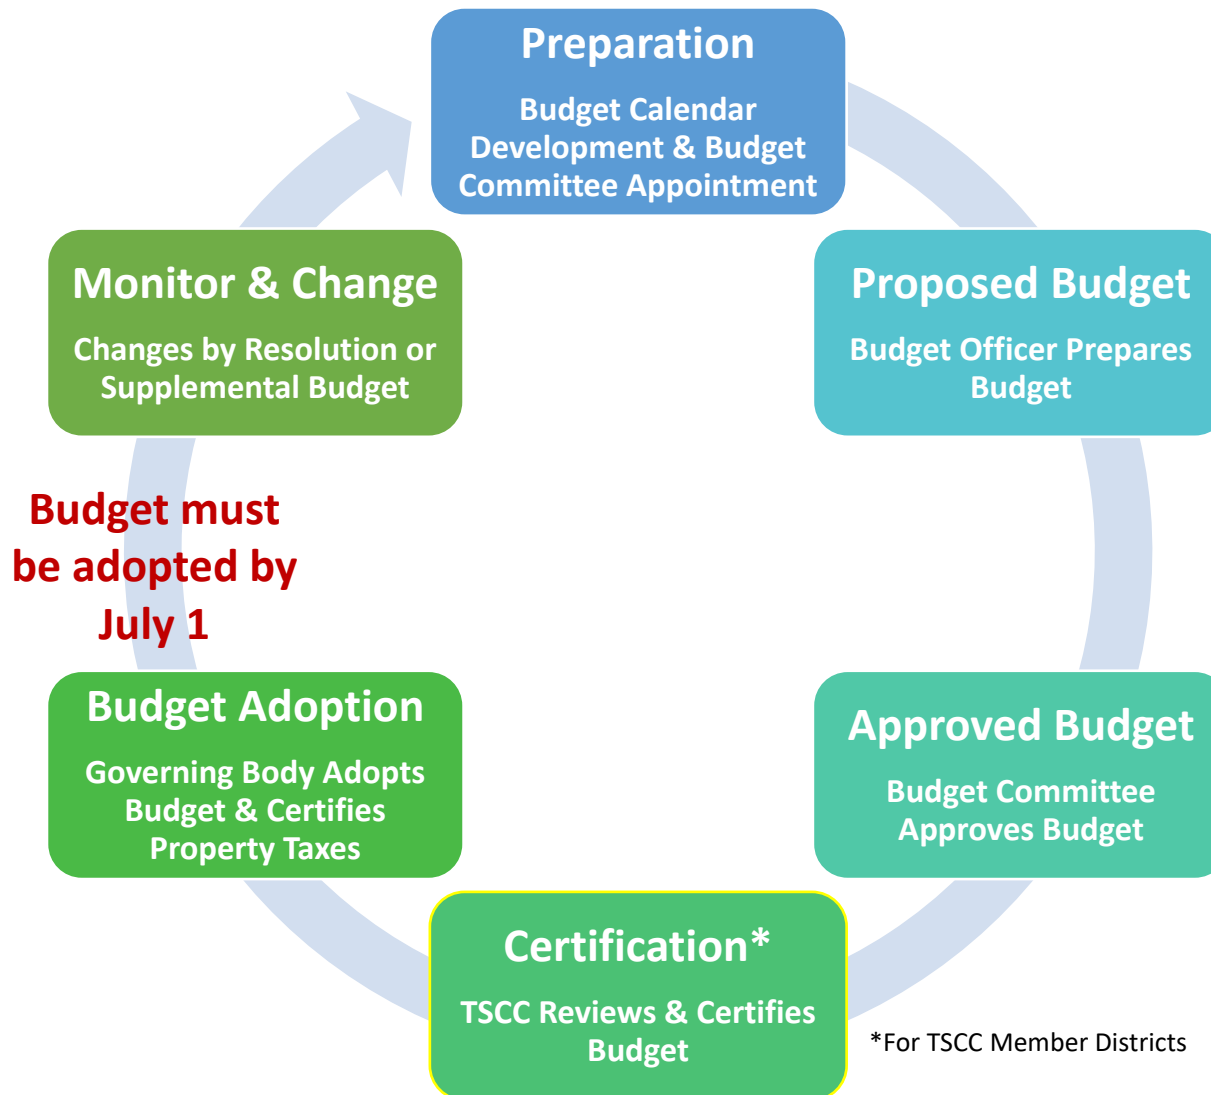 Preparation
Budget Calendar
Development & Budget
Committee Appointment
Proposed Budget
Budget Officer Prepares
Budget
Approved Budget
Budget Committee
Approves Budget
Certification*
TSCC Reviews & Certifies
Budget
*For TSCC Member Districts
Budget Adoption
Governing Body Adopts
Budget & Certifies
Property Taxes
Budget must
be adopted by
July 1
Monitor & Change
Changes by Resolution or
Supplemental Budget